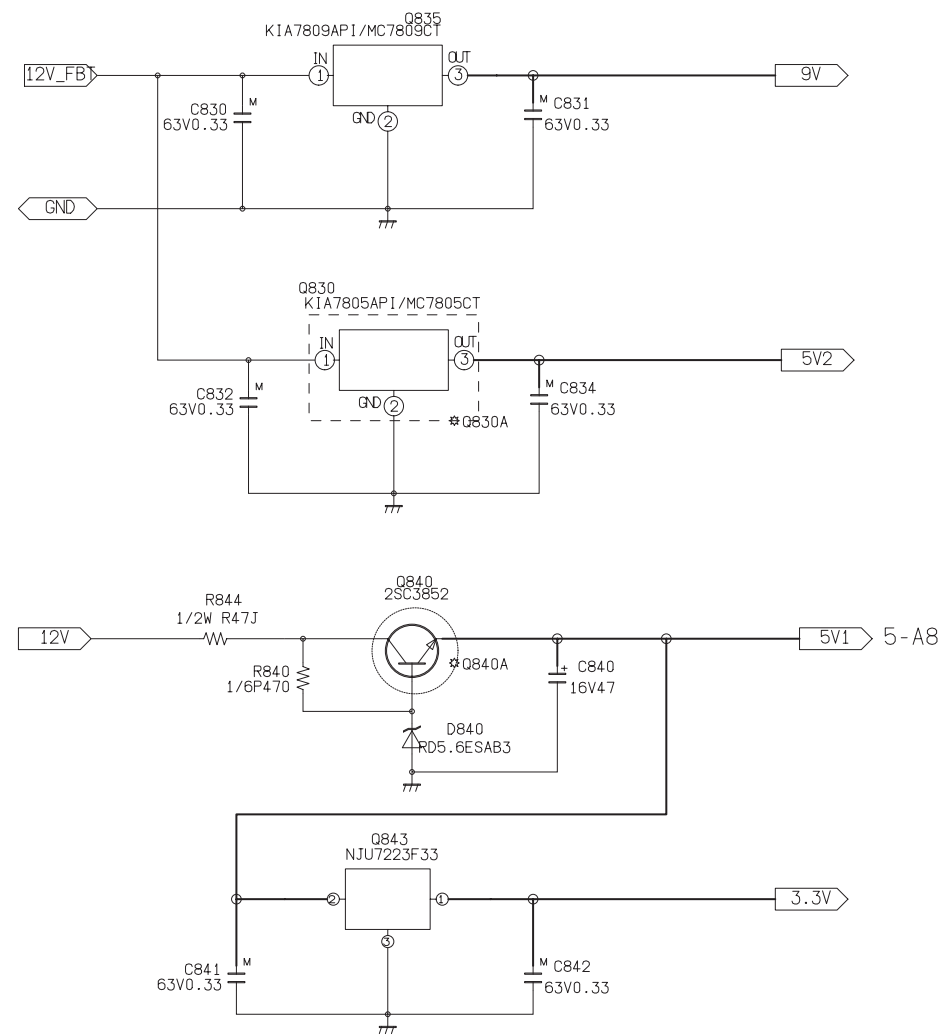 Q835
KIA7809API/MC7809CT
12V_FBT
IN
1
OUT
3
9V
GND
2
M
C830
63V0.33
M
C831
63V0.33
GND
Q830
KIA7805API/MC7805CT
IN
1
OUT
3
5V2
GND
2
M
C832
63V0.33
M
C834
63V0.33
Q830A
Q840
2SC3852
R844
1/2W R47J
12V
5V1
5-A8
R840
1/6P470
Q840A
+
C840
16V47
D840
RD5.6ESAB3
Q843
NJU7223F33
2
1
3.3V
3
M
C841
63V0.33
M
C842
63V0.33